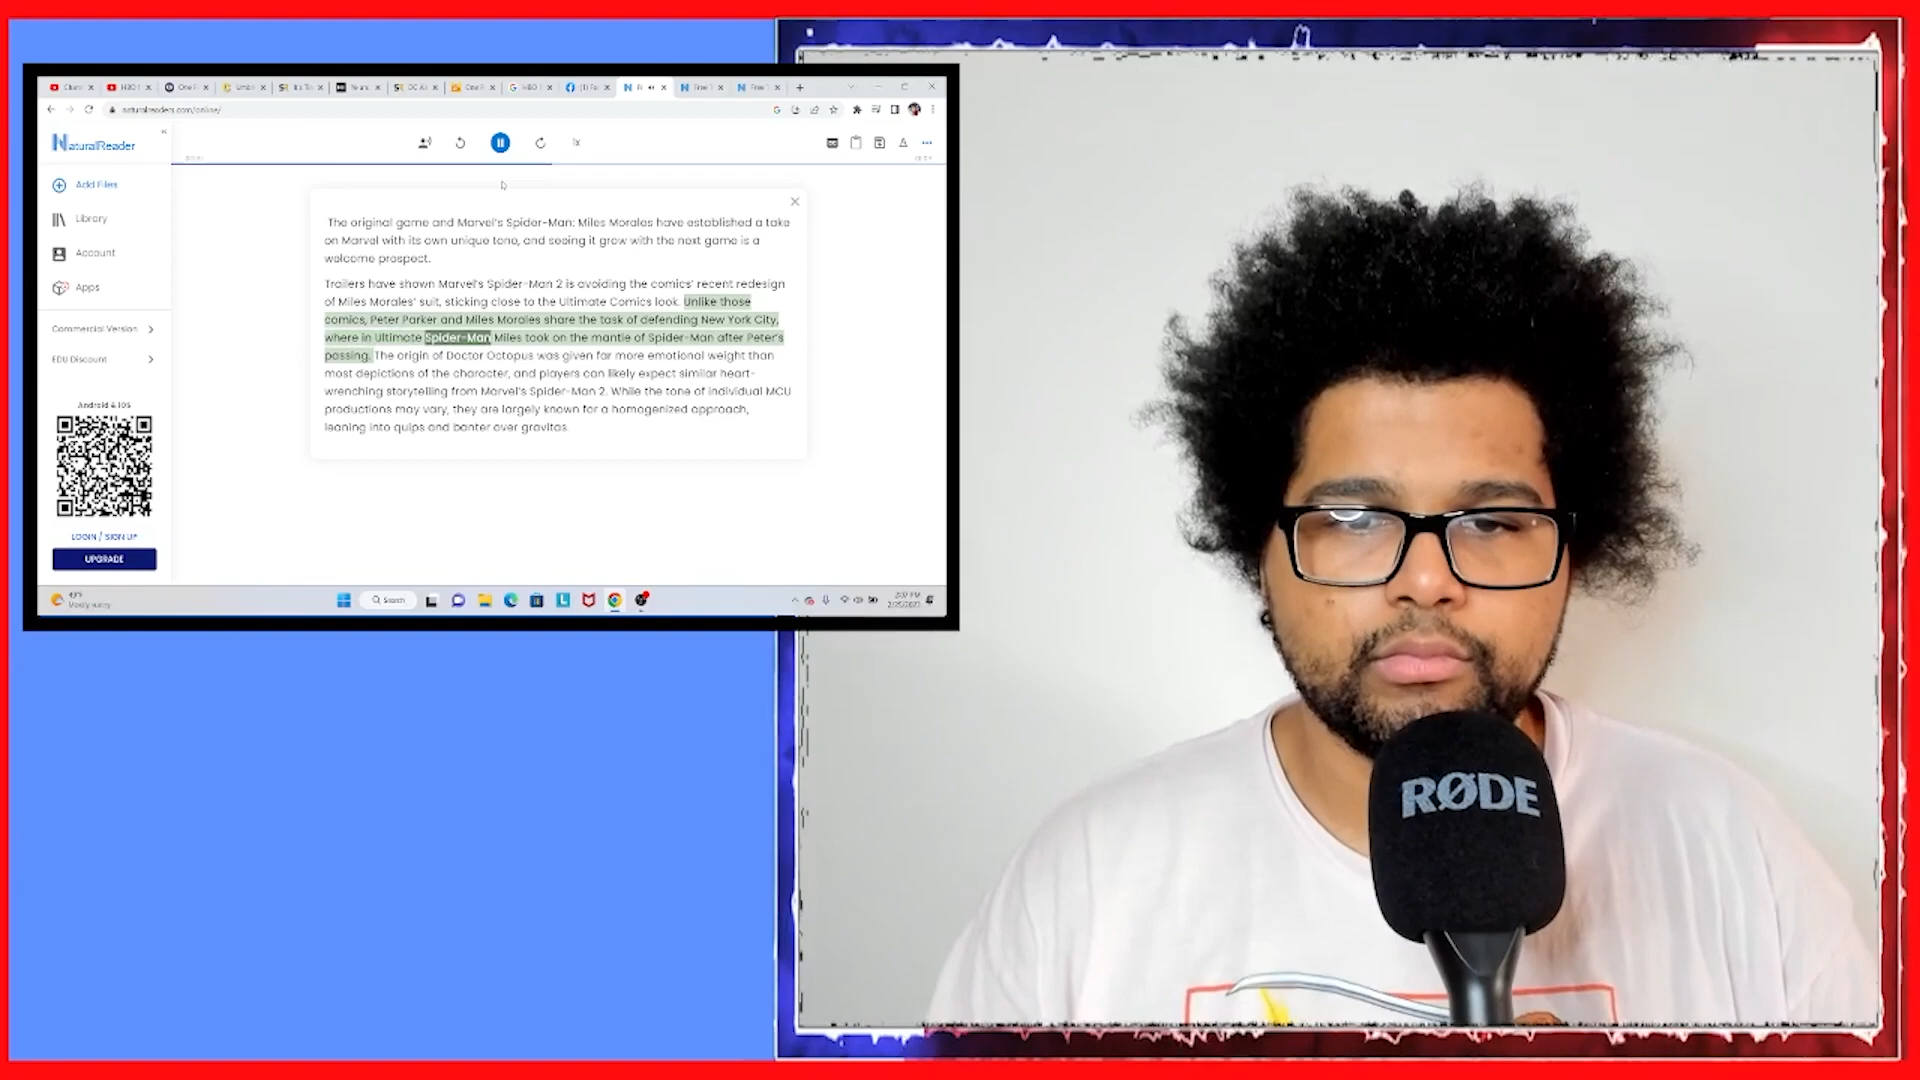 naturalreaders.com/online/
NaturalReader
1x
Add Files
Library
Account
Apps
Commercial Version
EDU Discount
Android & iOS
LOGIN / SIGN UP
UPGRADE
The original game and Marvel's Spider-Man: Miles Morales have established a take
on Marvel with its own unique tone, and seeing it grow with the next game is a
welcome prospect.
Trailers have shown Marvel's Spider-Man 2 is avoiding the comics' recent redesign
of Miles Morales' suit, sticking close to the Ultimate Comics look. Unlike those
comics, Peter Parker and Miles Morales share the task of defending New York City,
where in Ultimate Spider-Man Miles took on the mantle of Spider-Man after Peter's
passing. The origin of Doctor Octopus was given far more emotional weight than
most depictions of the character, and players can likely expect similar heart-
wrenching storytelling from Marvel's Spider-Man 2. While the tone of individual MCU
productions may vary, they are largely known for a homogenized approach,
leaning into quips and banter over gravitas.
Mostly sunny
Search
RØDE